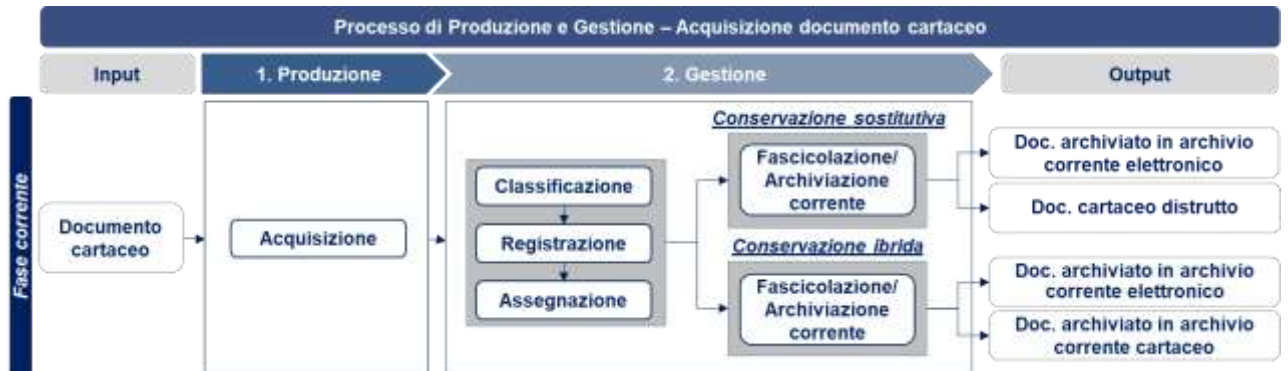 Processo di Produzione e Gestione – Acquisizione documento cartaceo
Input
1. Produzione
2. Gestione
Output
Fase corrente
Documento
cartaceo
Acquisizione
Classificazione
Registrazione
Assegnazione
Conservazione sostitutiva
Fascicolazione/
Archiviazione
corrente
Conservazione ibrida
Fascicolazione/
Archiviazione
corrente
Doc. archiviato in archivio
corrente elettronico
Doc. cartaceo distrutto
Doc. archiviato in archivio
corrente elettronico
Doc. archiviato in archivio
corrente cartaceo